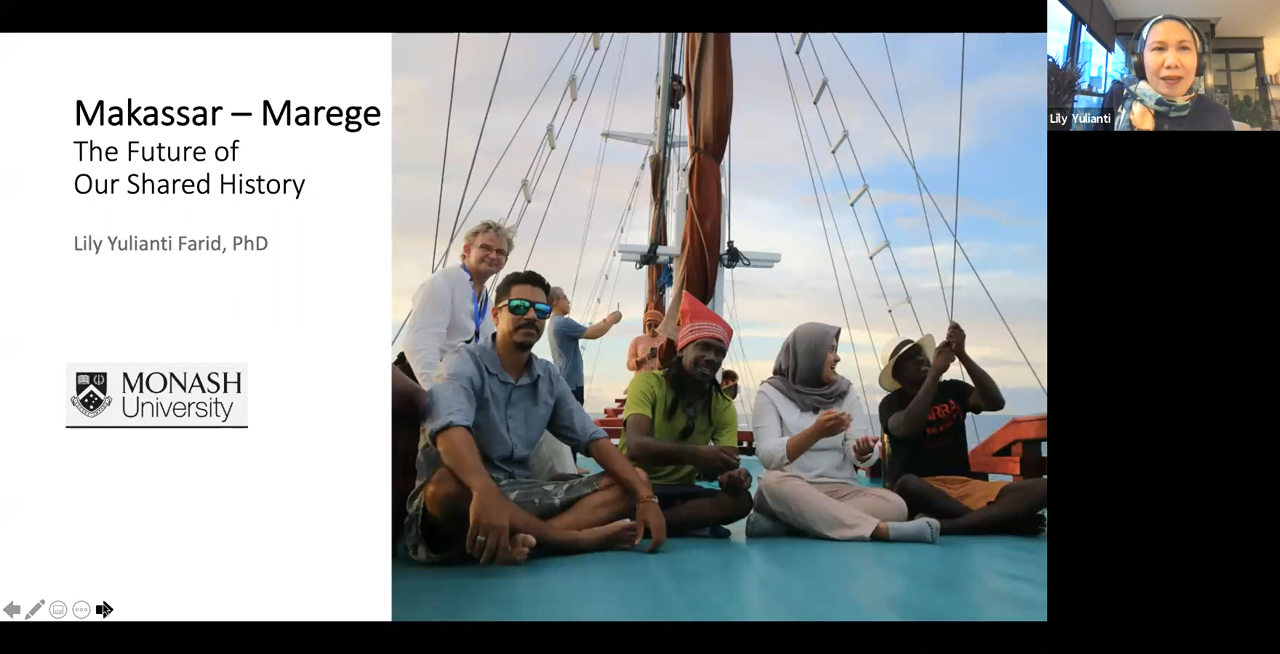 Makassar – Marege
The Future of
Our Shared History
Lily Yulianti Farid, PhD
MONASH
University
Lily Yulianti